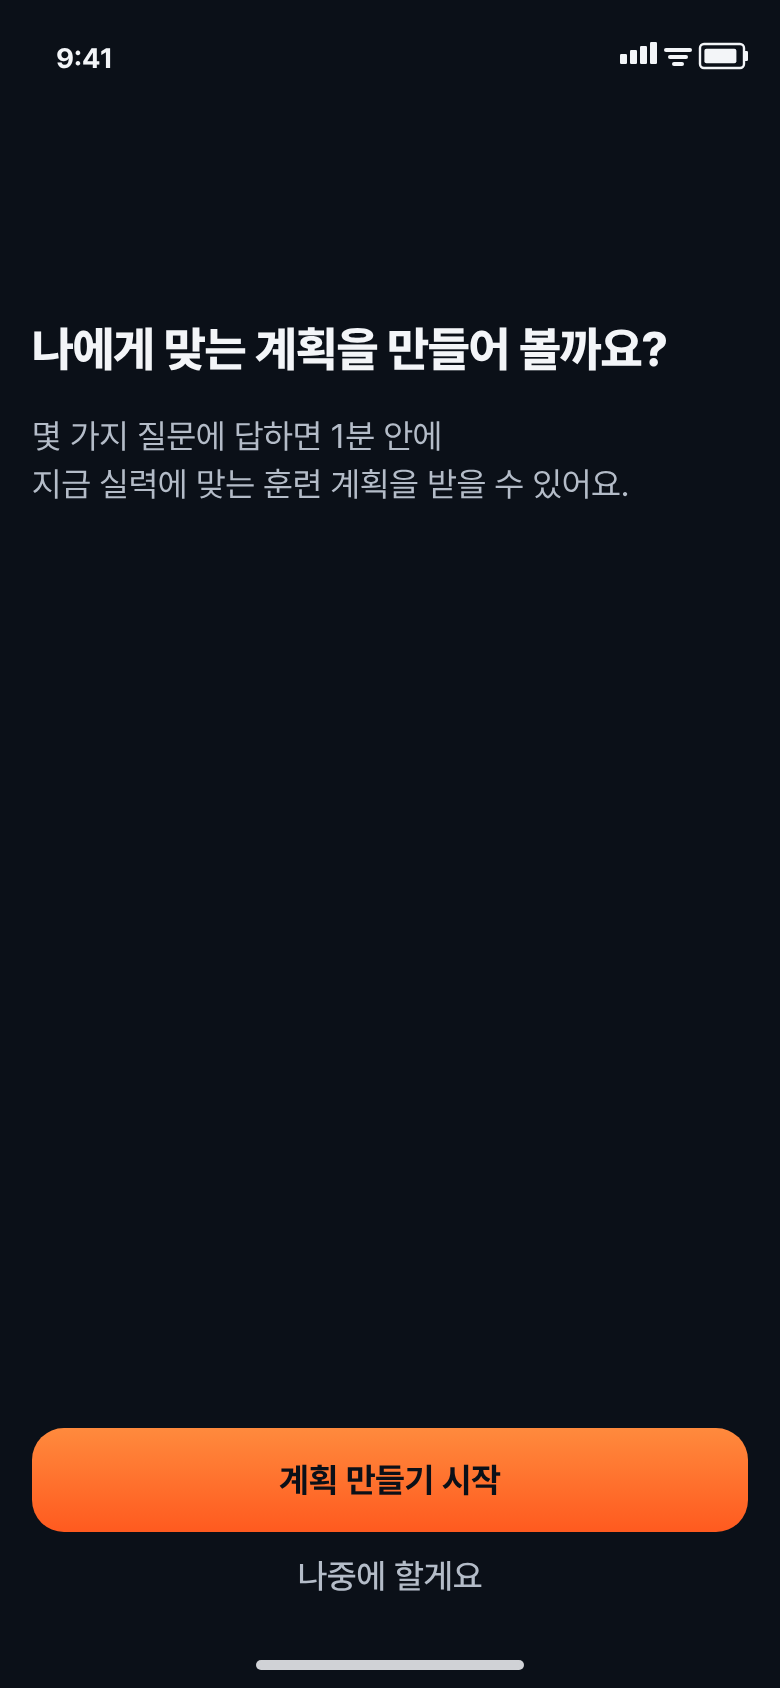 9:41
나에게 맞는 계획을 만들어 볼까요?
몇 가지 질문에 답하면 1분 안에
지금 실력에 맞는 훈련 계획을 받을 수 있어요.
계획 만들기 시작
나중에 할게요